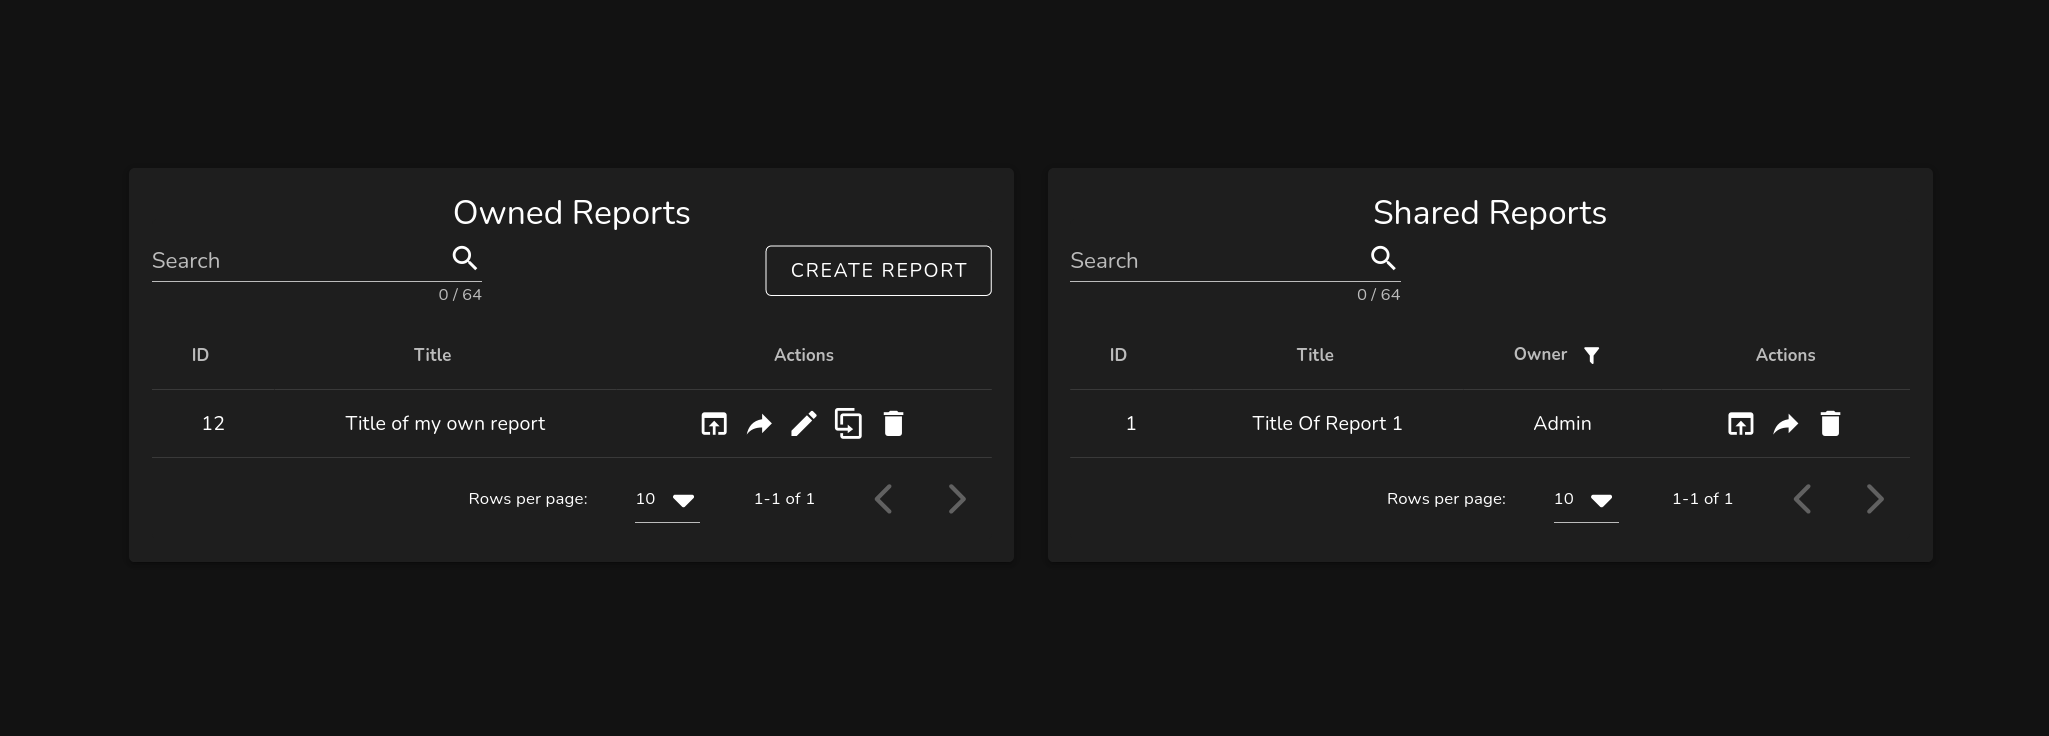 Owned Reports
Search
0 / 64
CREATE REPORT
ID Title Actions
12 Title of my own report
Rows per page: 10 1-1 of 1
Shared Reports
Search
0 / 64
ID Title Owner Actions
1 Title Of Report 1 Admin
Rows per page: 10 1-1 of 1